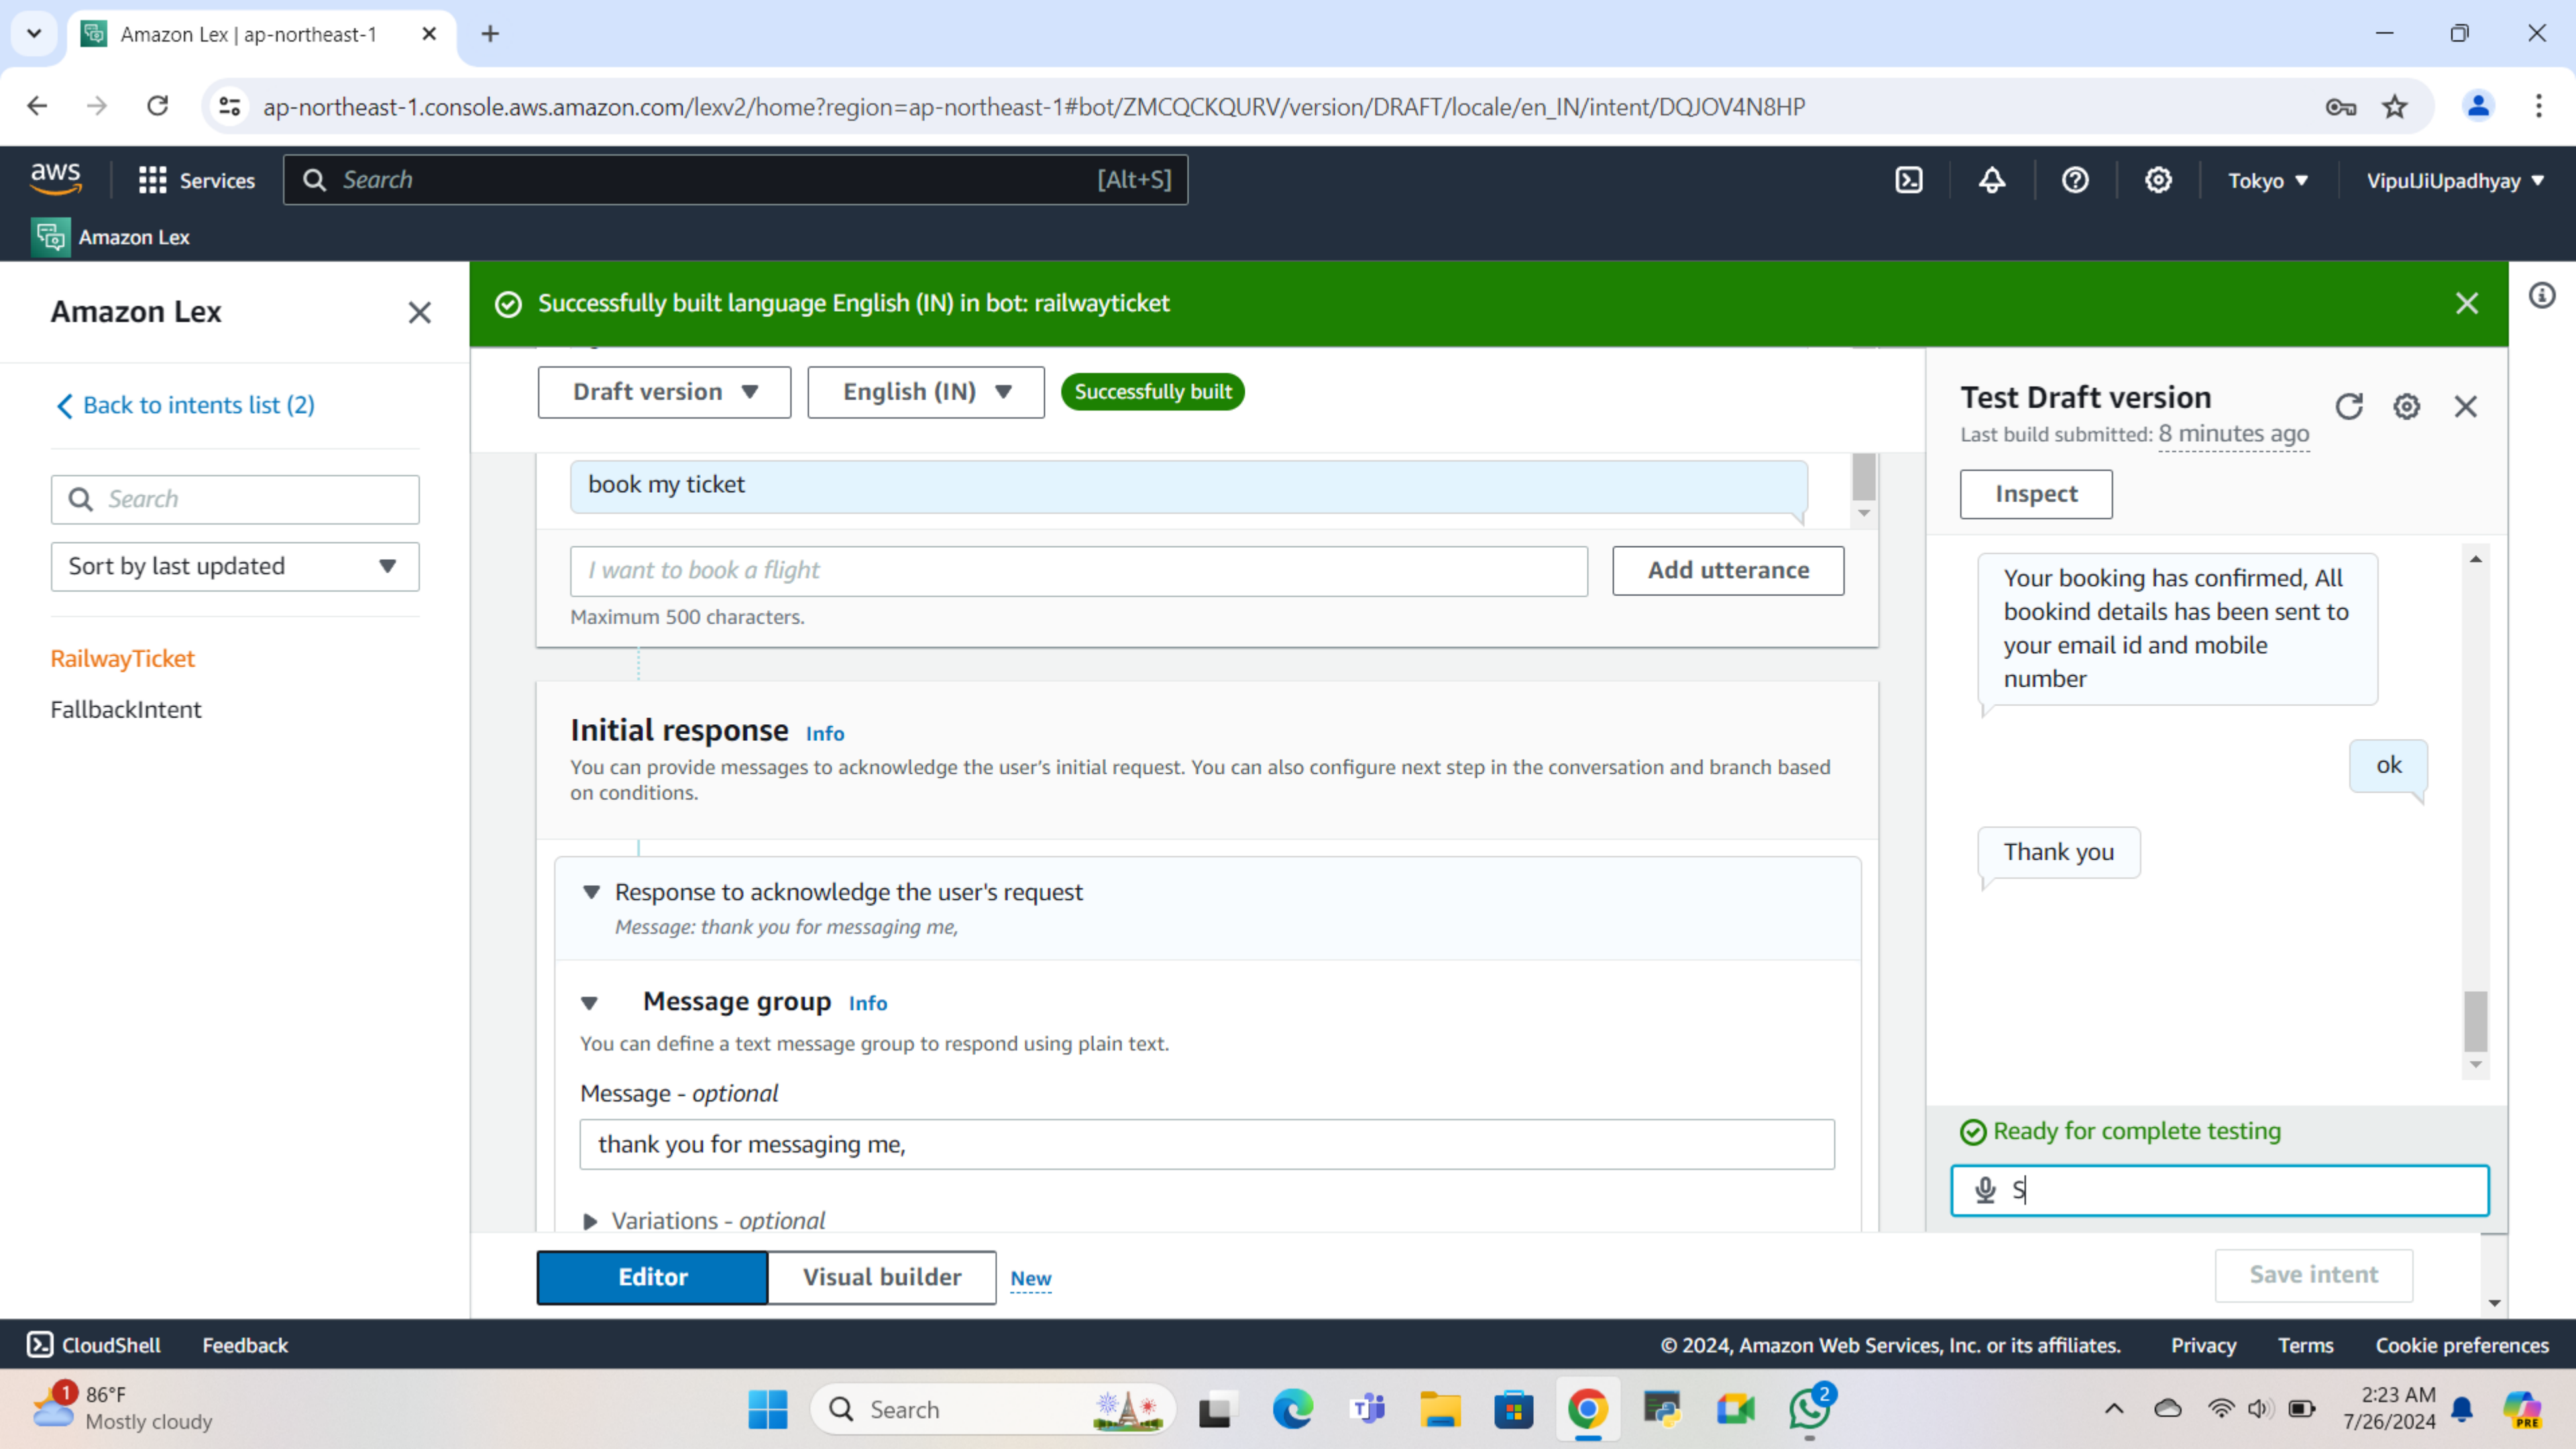 Amazon Lex | ap-northeast-1
ap-northeast-1.console.aws.amazon.com/lexv2/home?region=ap-northeast-1#bot/ZMCQCKQURV/version/DRAFT/locale/en_IN/intent/DQJOV4N8HP
aws
Services
Search
[Alt+S]
Tokyo
VipulJiUpadhyay
Amazon Lex
Amazon Lex
Back to intents list (2)
Search
Sort by last updated
RailwayTicket
FallbackIntent
Successfully built language English (IN) in bot: railwayticket
Draft version
English (IN)
Successfully built
book my ticket
I want to book a flight
Add utterance
Maximum 500 characters.
Initial response Info
You can provide messages to acknowledge the user's initial request. You can also configure next step in the conversation and branch based
on conditions.
Response to acknowledge the user's request
Message: thank you for messaging me,
Message group Info
You can define a text message group to respond using plain text.
Message - optional
thank you for messaging me,
Variations - optional
Editor
Visual builder
New
Save intent
Test Draft version
Last build submitted: 8 minutes ago
Inspect
Your booking has confirmed, All
bookind details has been sent to
your email id and mobile
number
ok
Thank you
Ready for complete testing
S
CloudShell
Feedback
© 2024, Amazon Web Services, Inc. or its affiliates.
Privacy
Terms
Cookie preferences
1
86°F
Mostly cloudy
Search
2
2:23 AM
7/26/2024
PRE